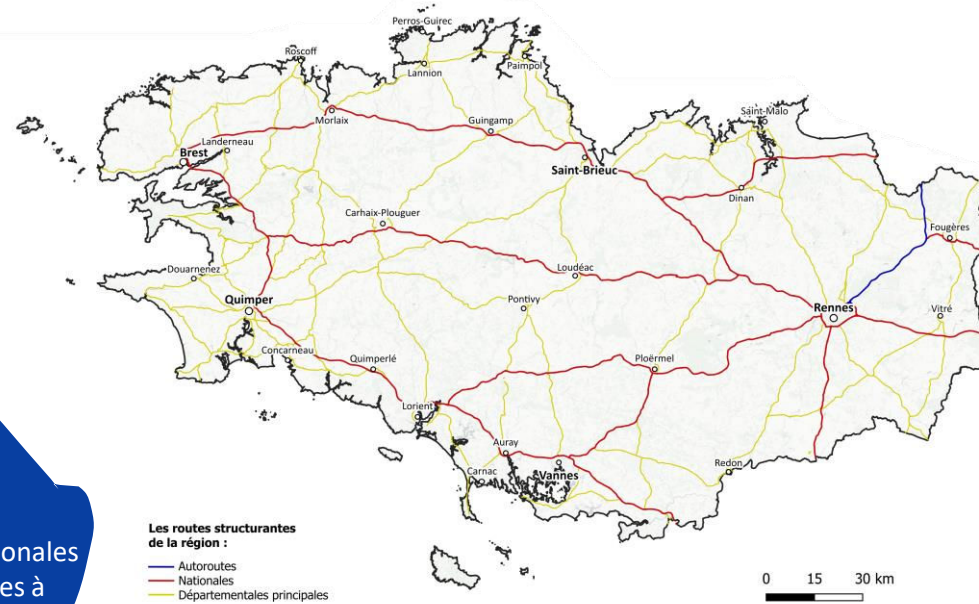 Perros-Guirec
Roscoff
Paimpol
Lannion
Saint-Malo
Morlaix
Guingamp
Landerneau
Brest
Saint-Brieuc
Dinan
Carhaix-Plouguer
Fougères
Douarnenez
Loudéac
Quimper
Pontivy
Rennes
Vitré
Concarneau
Quimperlé
Ploërmel
Lorient
Auray
Carnac
Vannes
Redon
Les routes structurantes
de la région :
Autoroutes
Nationales
Départementales principales
onales
es à
0 15 30 km